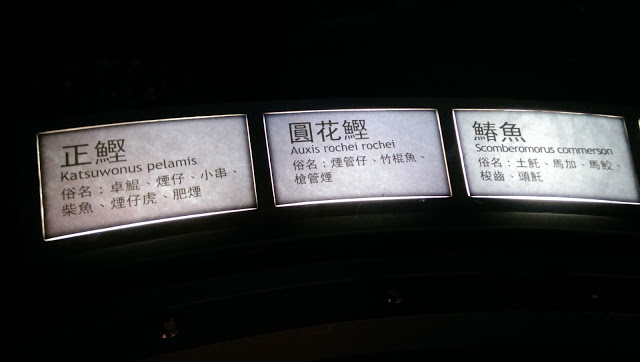 正鰹
Katsuwonus pelamis
俗名：卓鯤、煙仔、小串、
柴魚、煙仔虎、肥煙
圓花鰹
Auxis rochei rochei
俗名：煙管仔、竹棍魚、
槍管煙
鰆魚
Scomberomorus commerson
俗名：土魠、馬加、馬鮫、
梭齒、頭魠